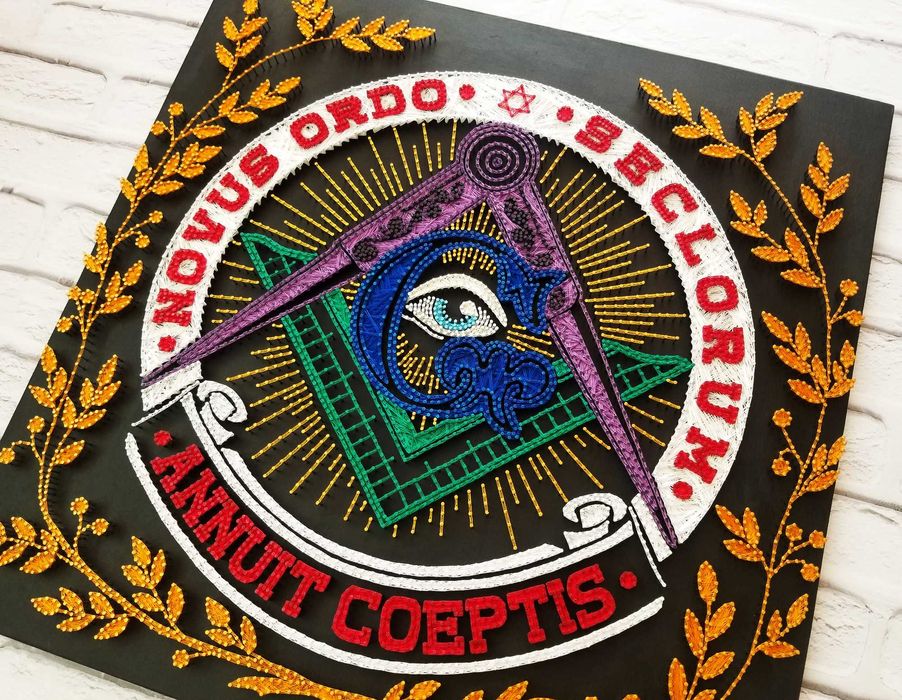 • NOVUS ORDO • ✡ • SECLORUM •
G
• ANNUIT COEPTIS •